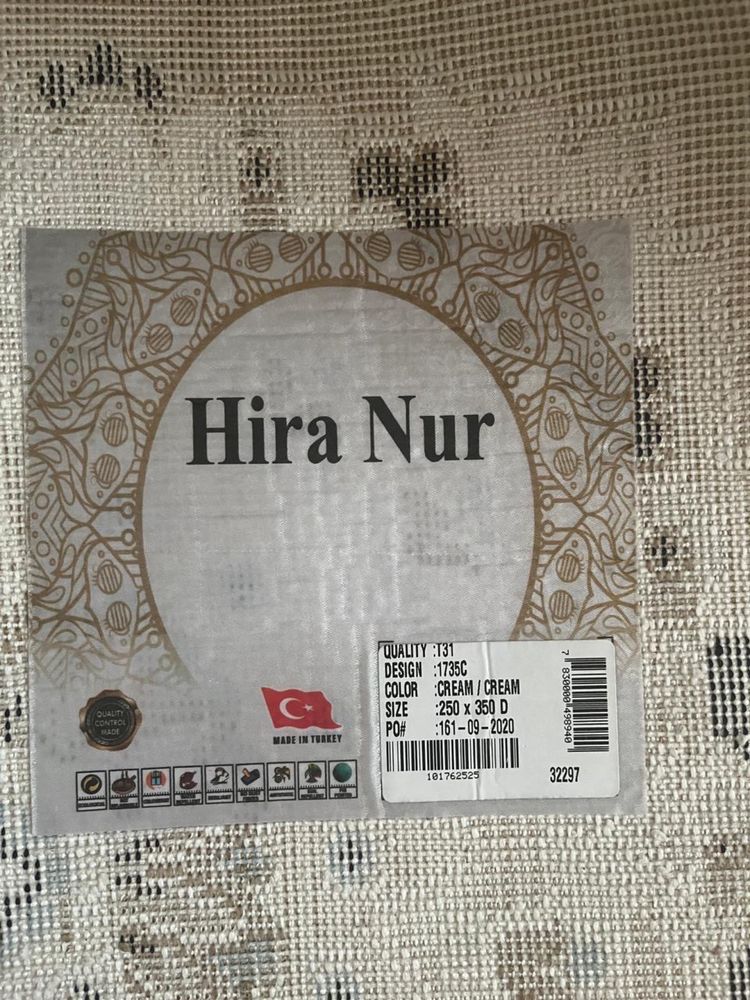 Hira Nur
QUALITY :T31
DESIGN :1735C
COLOR :CREAM / CREAM
SIZE :250 x 350 D
PO# :161-09-2020
101762525
32297
7 830000 498940
QUALITY
CONTROL
MADE
MADE IN TURKEY